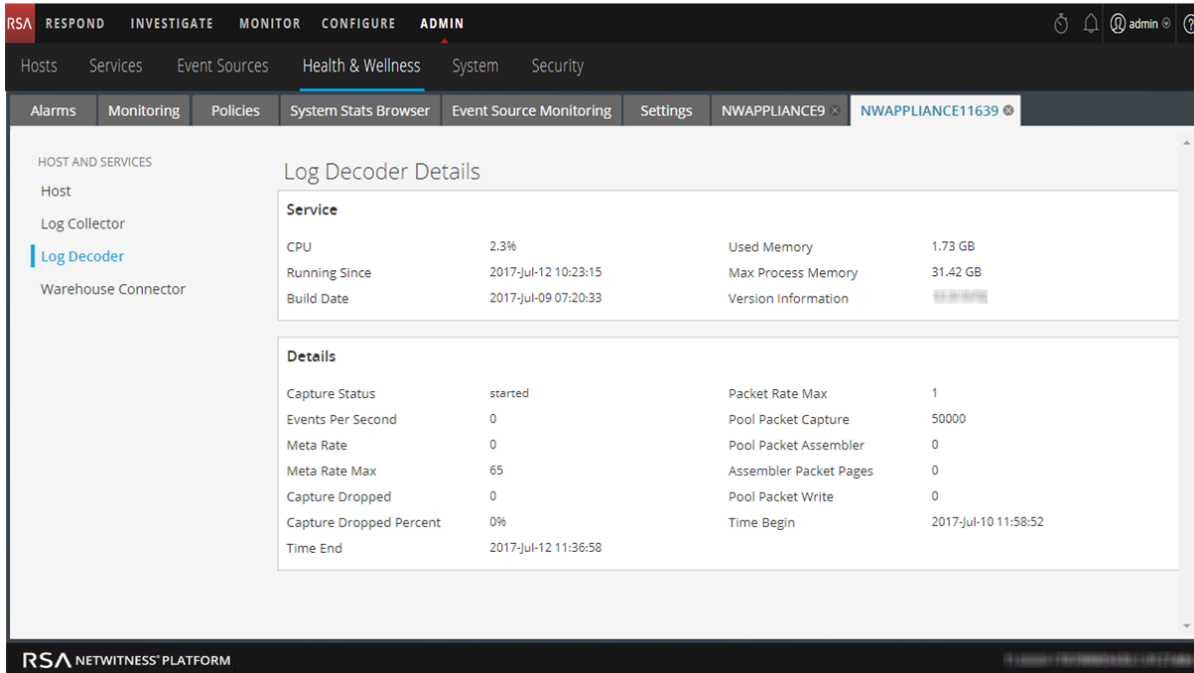 RSA RESPOND INVESTIGATE MONITOR CONFIGURE ADMIN admin ?
Hosts Services Event Sources Health & Wellness System Security
Alarms Monitoring Policies System Stats Browser Event Source Monitoring Settings NWAPPLIANCE9 NWAPPLIANCE11639
HOST AND SERVICES
Host
Log Collector
Log Decoder
Warehouse Connector
Log Decoder Details
Service
CPU 2.3% Used Memory 1.73 GB
Running Since 2017-Jul-12 10:23:15 Max Process Memory 31.42 GB
Build Date 2017-Jul-09 07:20:33 Version Information
Details
Capture Status started Packet Rate Max 1
Events Per Second 0 Pool Packet Capture 50000
Meta Rate 0 Pool Packet Assembler 0
Meta Rate Max 65 Assembler Packet Pages 0
Capture Dropped 0 Pool Packet Write 0
Capture Dropped Percent 0% Time Begin 2017-Jul-10 11:58:52
Time End 2017-Jul-12 11:36:58
RSA NETWITNESS® PLATFORM